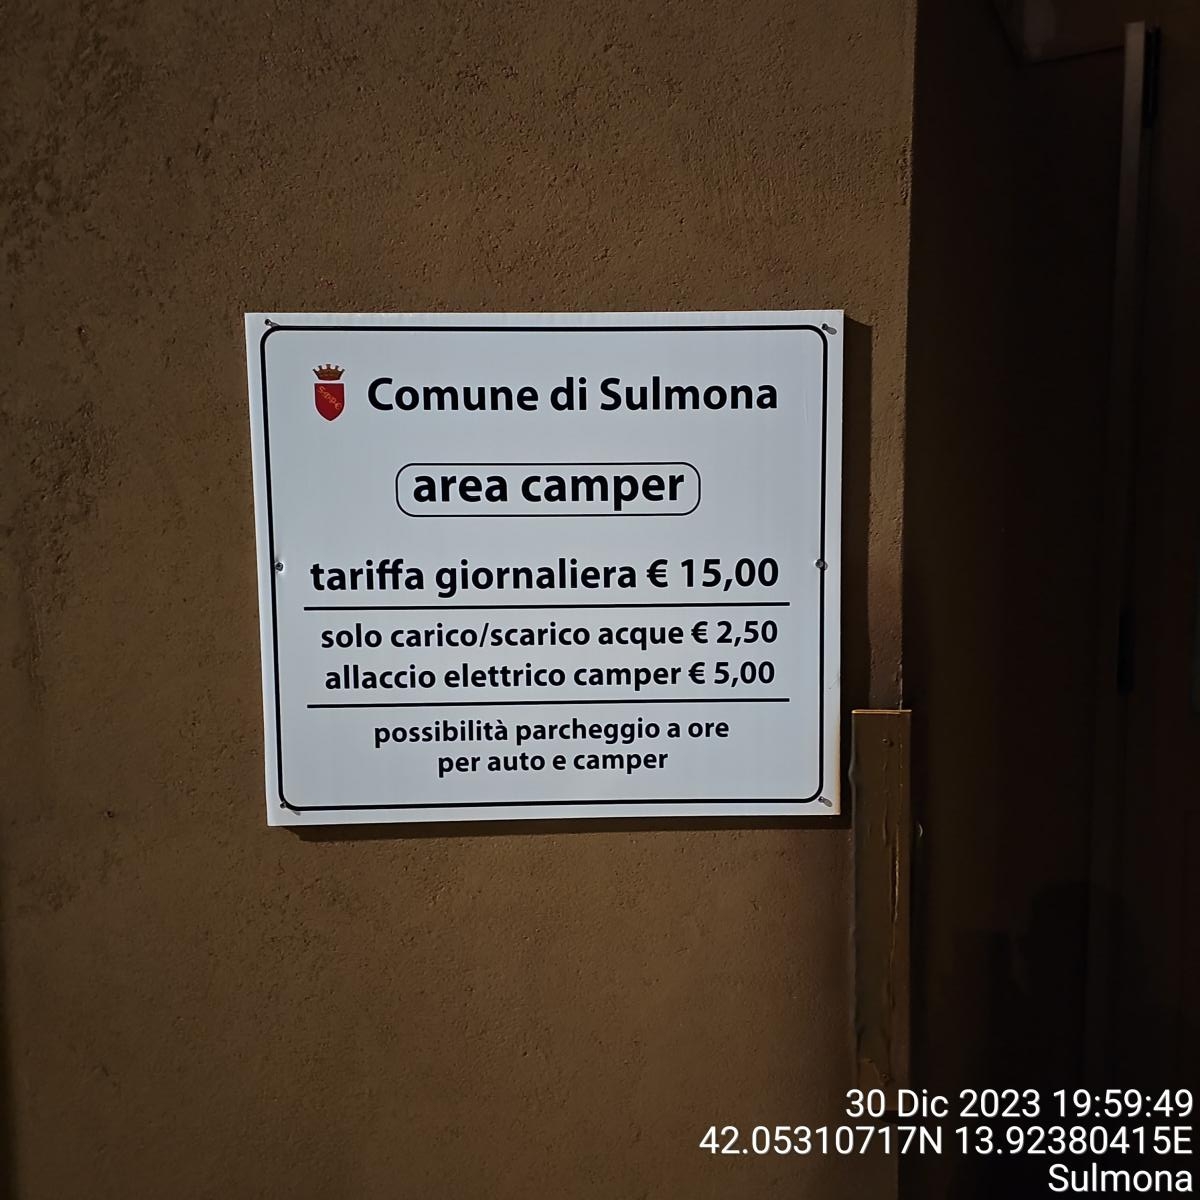 Comune di Sulmona
area camper
tariffa giornaliera € 15,00
solo carico/scarico acque € 2,50
allaccio elettrico camper € 5,00
possibilità parcheggio a ore
per auto e camper
30 Dic 2023 19:59:49
42.05310717N 13.92380415E
Sulmona